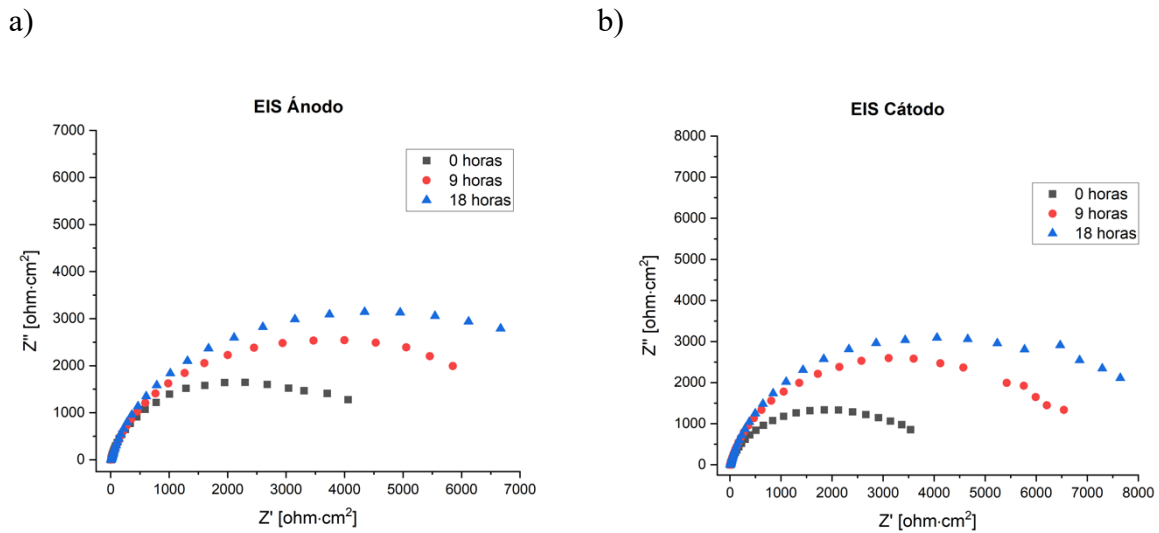 a)
b)
EIS Ánodo
7000
6000
5000
4000
3000
2000
1000
0
Z'' [ohm·cm²]
0 horas
9 horas
18 horas
0 1000 2000 3000 4000 5000 6000 7000
Z' [ohm·cm²]
EIS Cátodo
8000
7000
6000
5000
4000
3000
2000
1000
0
Z'' [ohm·cm²]
0 horas
9 horas
18 horas
0 1000 2000 3000 4000 5000 6000 7000 8000
Z' [ohm·cm²]